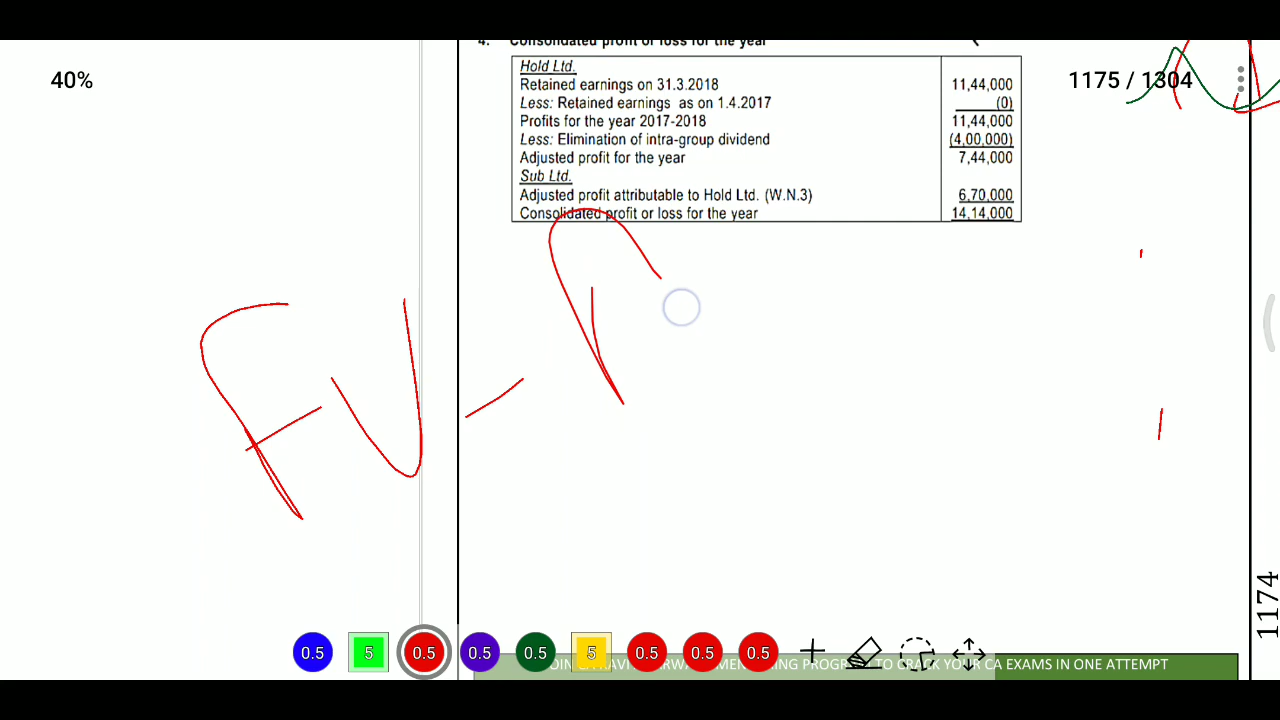 4. Consolidated profit or loss for the year
40%
1175 / 1304
Hold Ltd.
Retained earnings on 31.3.2018 11,44,000
Less: Retained earnings as on 1.4.2017 (0)
Profits for the year 2017-2018 11,44,000
Less: Elimination of intra-group dividend (4,00,000)
Adjusted profit for the year 7,44,000
Sub Ltd.
Adjusted profit attributable to Hold Ltd. (W.N.3) 6,70,000
Consolidated profit or loss for the year 14,14,000
FV -
1174
0.5 5 0.5 0.5 0.5 5 0.5 0.5 0.5
TO CRACK YOUR CA EXAMS IN ONE ATTEMPT